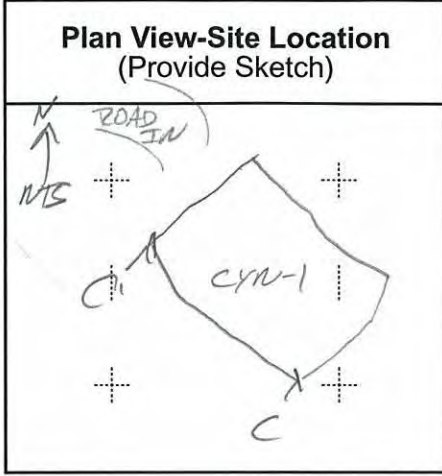 Plan View-Site Location
(Provide Sketch)
N
ROAD
IN
NTS
CYN-1
C'
C